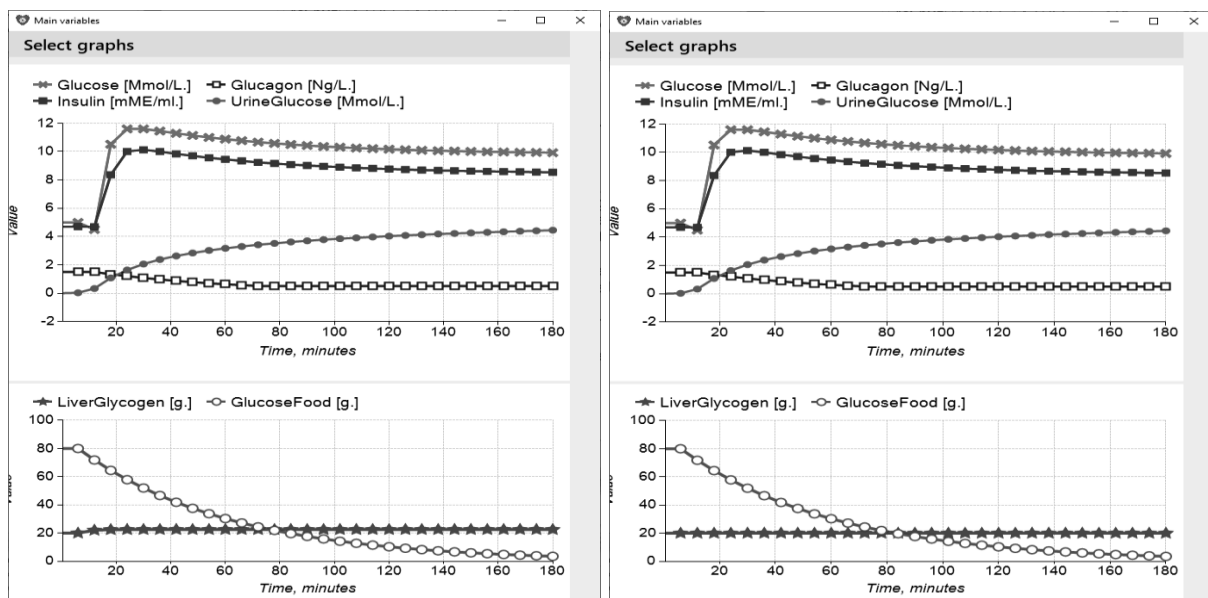 Main variables
Select graphs
Glucose [Mmol/L.] Glucagon [Ng/L.]
Insulin [mME/ml.] UrineGlucose [Mmol/L.]
12
10
8
6
4
2
0
-2
Value
20 40 60 80 100 120 140 160 180
Time, minutes
LiverGlycogen [g.] GlucoseFood [g.]
100
80
60
40
20
0
20 40 60 80 100 120 140 160 180
Time, minutes
Main variables
Select graphs
Glucose [Mmol/L.] Glucagon [Ng/L.]
Insulin [mME/ml.] UrineGlucose [Mmol/L.]
12
10
8
6
4
2
0
-2
Value
20 40 60 80 100 120 140 160 180
Time, minutes
LiverGlycogen [g.] GlucoseFood [g.]
100
80
60
40
20
0
20 40 60 80 100 120 140 160 180
Time, minutes